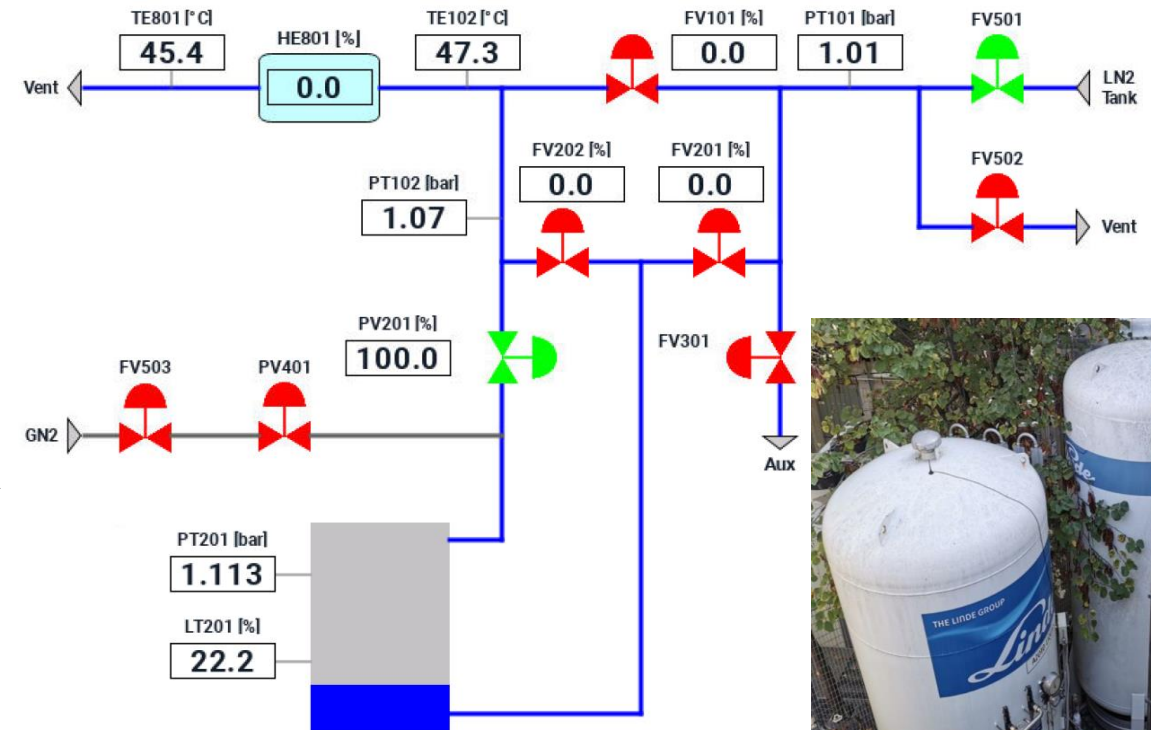 TE801 [°C]
45.4
HE801 [%]
0.0
TE102 [°C]
47.3
FV101 [%]
0.0
PT101 [bar]
1.01
FV501
Vent
LN2
Tank
FV202 [%]
0.0
FV201 [%]
0.0
FV502
PT102 [bar]
1.07
Vent
PV201 [%]
100.0
FV301
FV503
PV401
GN2
Aux
PT201 [bar]
1.113
LT201 [%]
22.2
THE LINDE GROUP